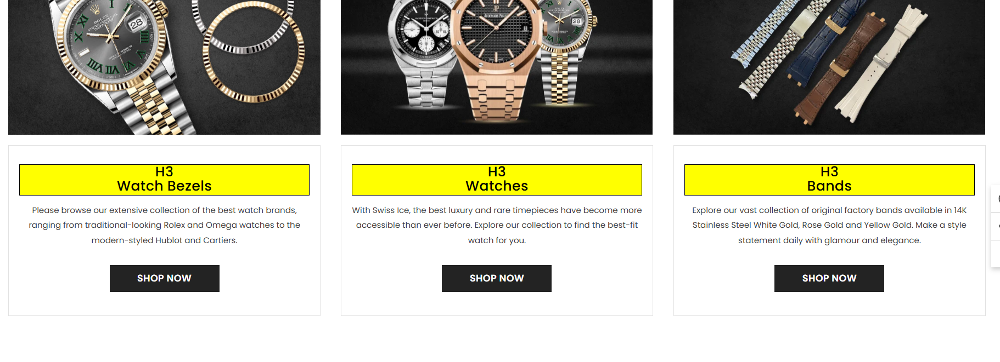 ROLEX
28
AUDEMARS PIGUET
28
H3
Watch Bezels
Please browse our extensive collection of the best watch brands,
ranging from traditional-looking Rolex and Omega watches to the
modern-styled Hublot and Cartiers.
SHOP NOW
H3
Watches
With Swiss Ice, the best luxury and rare timepieces have become more
accessible than ever before. Explore our collection to find the best-fit
watch for you.
SHOP NOW
H3
Bands
Explore our vast collection of original factory bands available in 14K
Stainless Steel White Gold, Rose Gold and Yellow Gold. Make a style
statement daily with glamour and elegance.
SHOP NOW